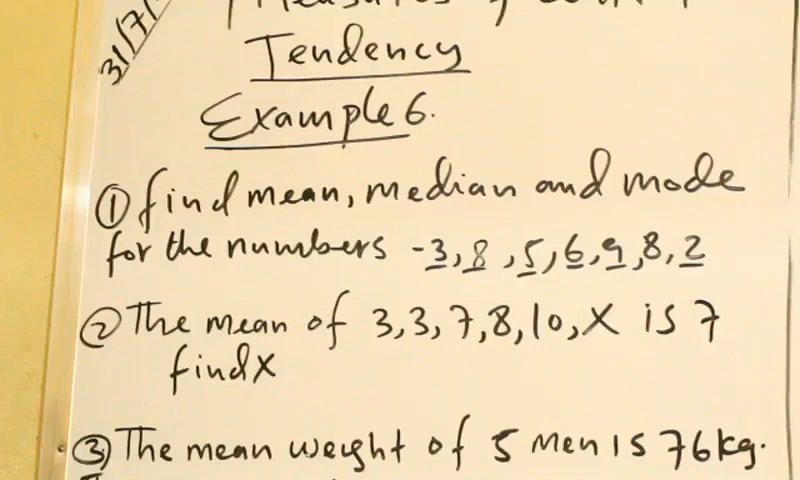 31/7/
Measures of
Tendency
Example 6.
① find mean, median and mode
for the numbers -3, 8, 5, 6, 9, 8, 2
② The mean of 3, 3, 7, 8, 10, X is 7
find X
③ The mean weight of 5 men is 76kg.